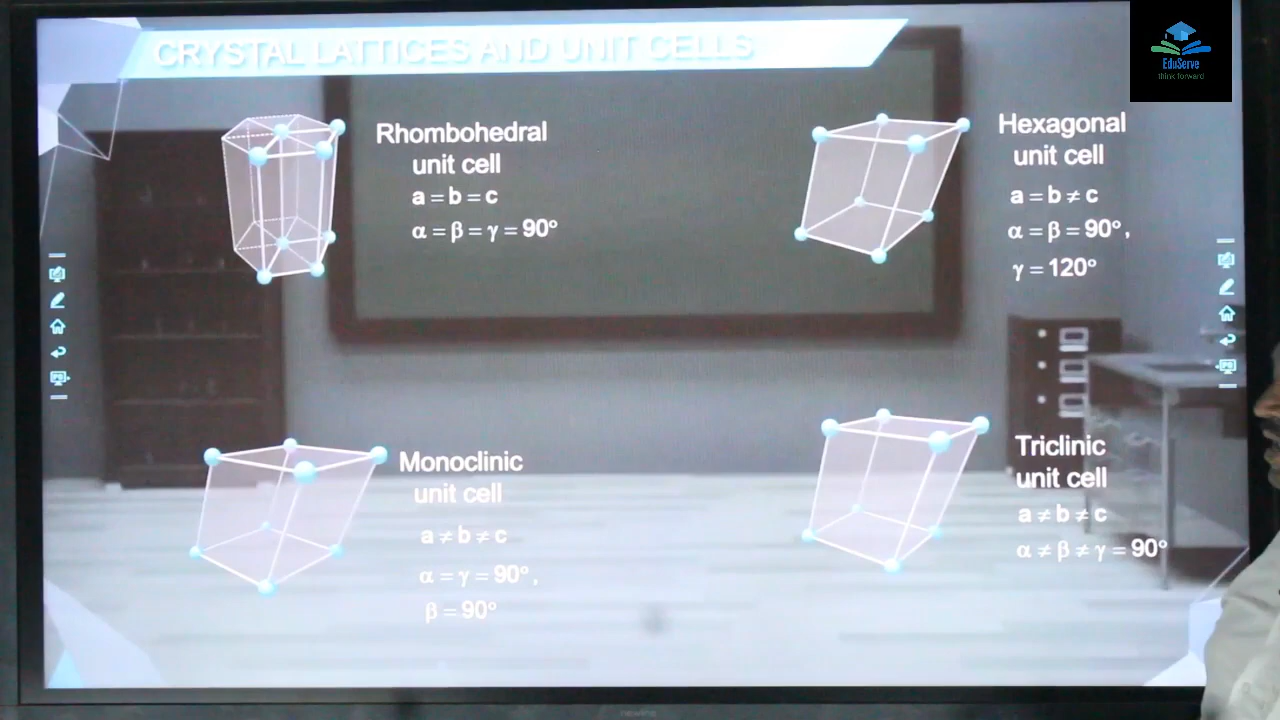 CRYSTAL LATTICES AND UNIT CELLS
EduServe
think forward
Rhombohedral
unit cell
a = b = c
α = β = γ = 90°
Hexagonal
unit cell
a = b ≠ c
α = β = 90°,
γ = 120°
Monoclinic
unit cell
a ≠ b ≠ c
α = γ = 90°,
β = 90°
Triclinic
unit cell
a ≠ b ≠ c
α ≠ β ≠ γ = 90°